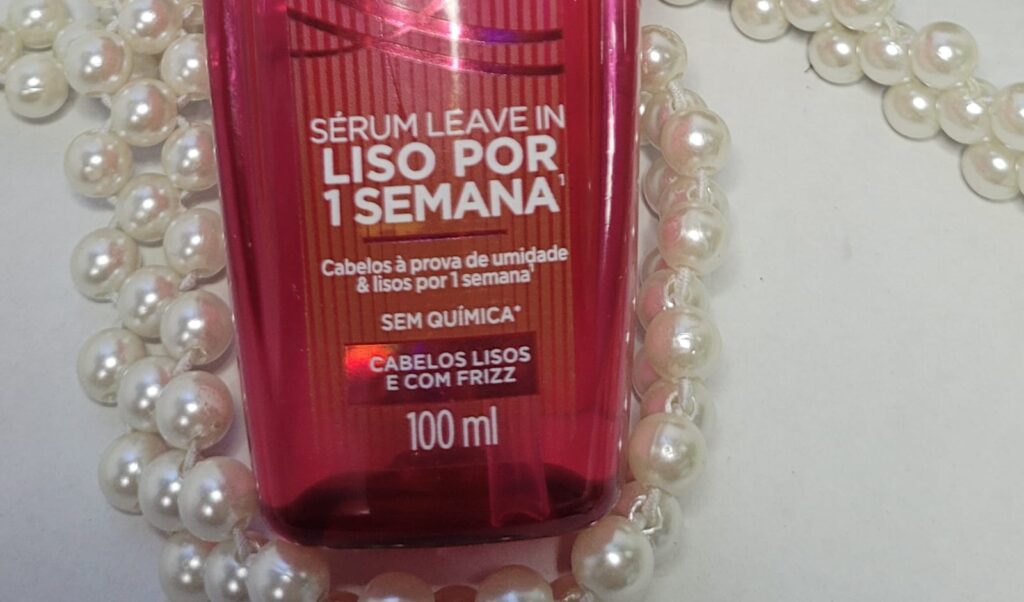 SÉRUM LEAVE IN
LISO POR
1 SEMANA¹
Cabelos à prova de umidade
& lisos por 1 semana¹
SEM QUÍMICA*
CABELOS LISOS
E COM FRIZZ
100 ml